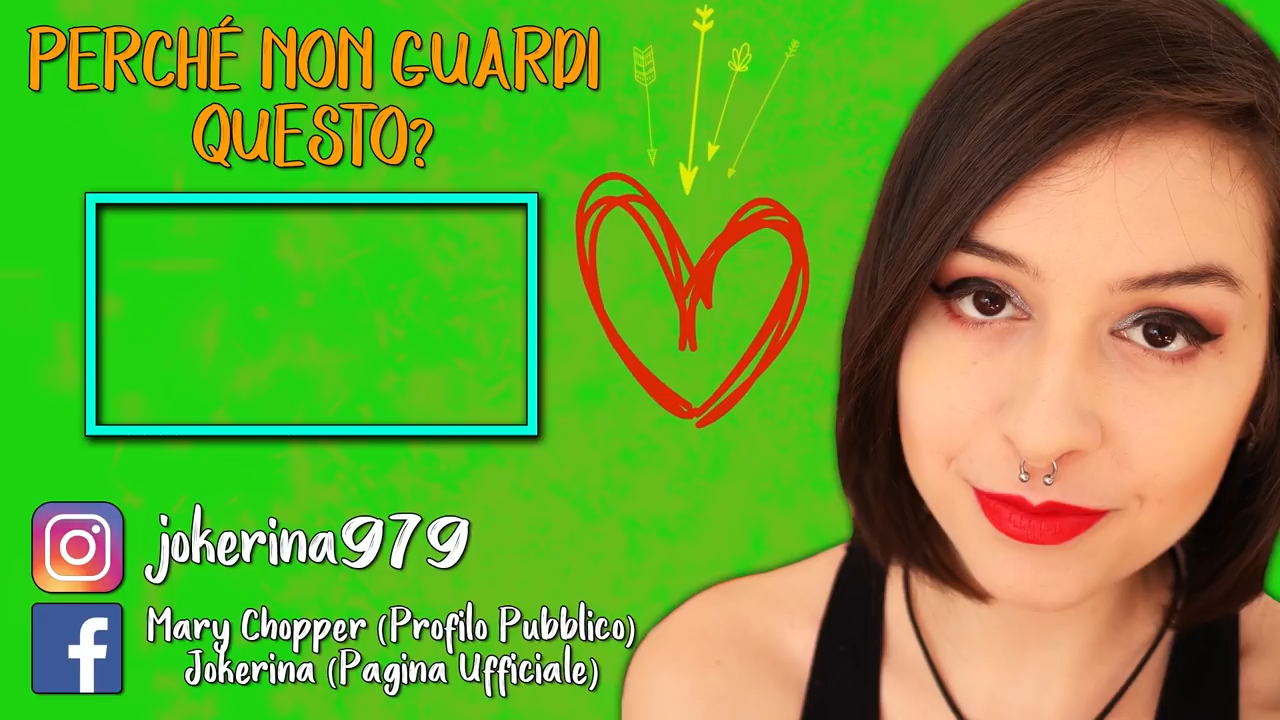 PERCHÉ NON GUARDI
QUESTO?
jokerina979
Mary Chopper (Profilo Pubblico)
Jokerina (Pagina Ufficiale)